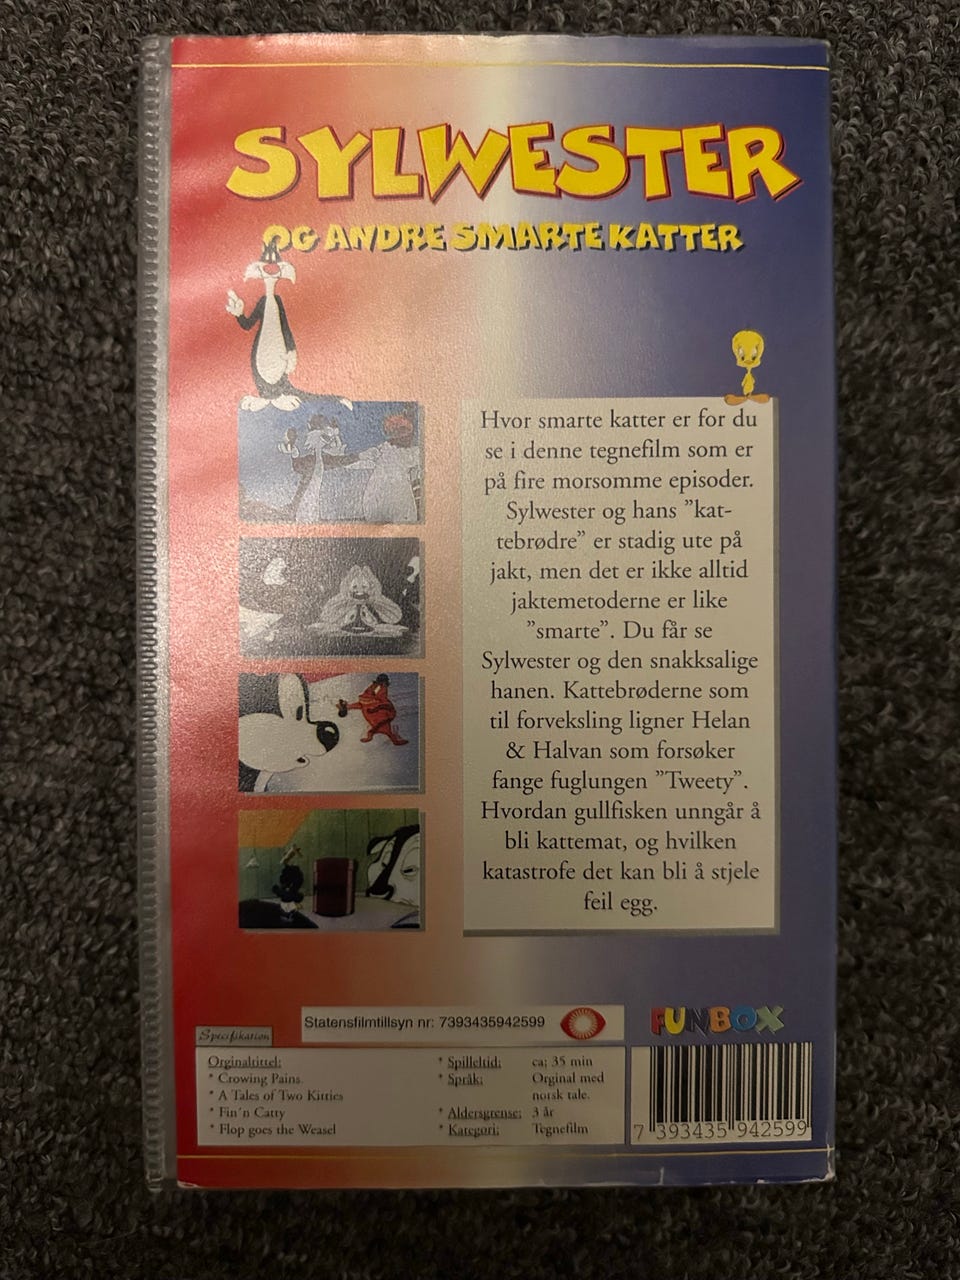 SYLWESTER
OG ANDRE SMARTE KATTER
Hvor smarte katter er for du
se i denne tegnefilm som er
på fire morsomme episoder.
Sylwester og hans ”kat-
tebrødre” er stadig ute på
jakt, men det er ikke alltid
jaktemetoderne er like
”smarte”. Du får se
Sylwester og den snakksalige
hanen. Kattebrøderne som
til forveksling ligner Helan
& Halvan som forsøker
fange fuglungen ”Tweety”.
Hvordan gullfisken unngår å
bli kattemat, og hvilken
katastrofe det kan bli å stjele
feil egg.
Statensfilmtillsyn nr: 7393435942599
FUNBOX
Specifikation
Orginaltittel:
* Crowing Pains.
* A Tales of Two Kitties
* Fin´n Catty
* Flop goes the Weasel
* Spilleltid: ca: 35 min
* Språk: Orginal med
norsk tale.
* Aldersgrense: 3 år
* Kategori: Tegnefilm
7 393435 942599